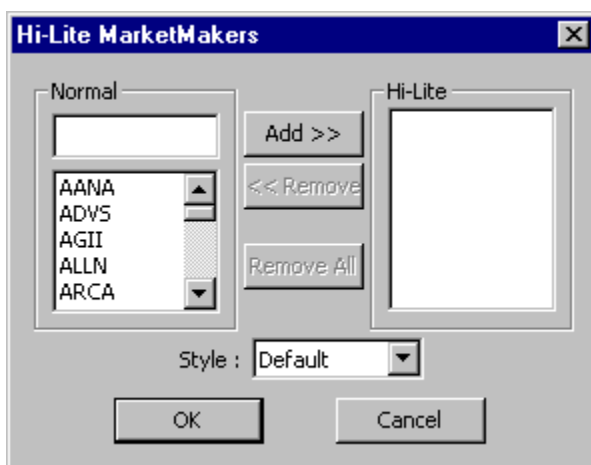 Hi-Lite MarketMakers
Normal
Hi-Lite
Add >>
<< Remove
Remove All
AANA
ADVS
AGII
ALLN
ARCA
Style :
Default
OK
Cancel